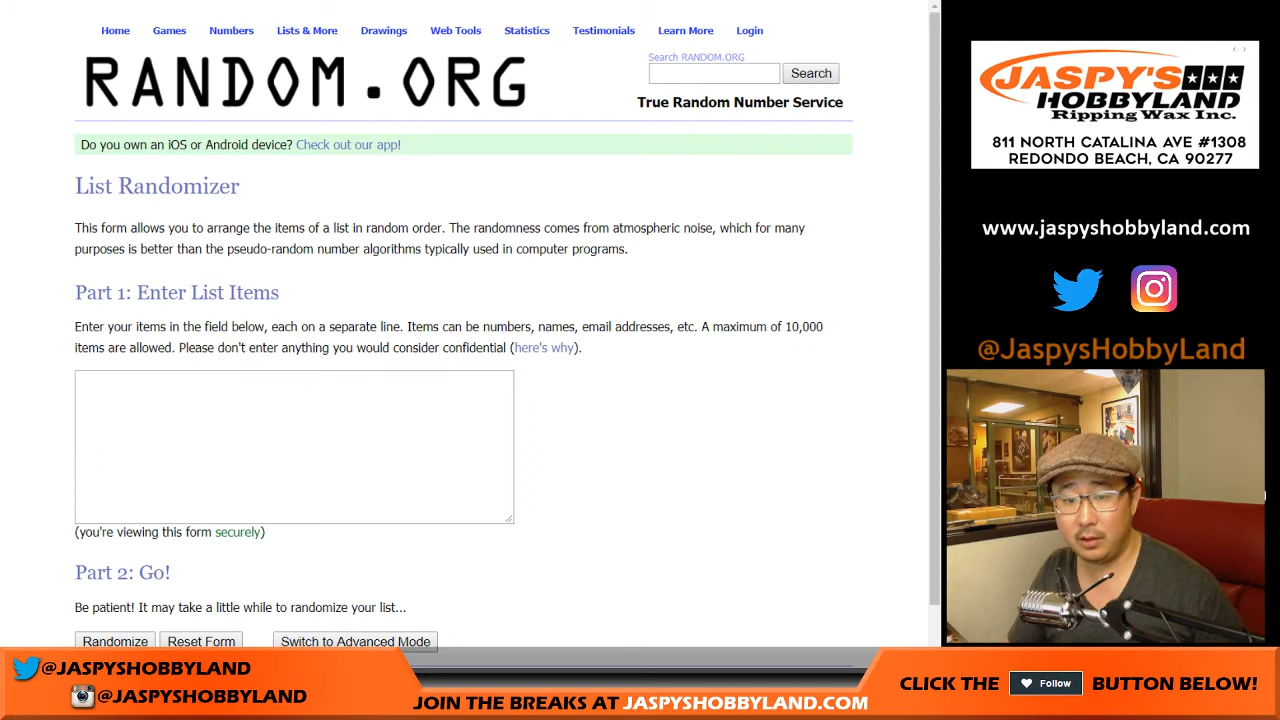 Home Games Numbers Lists & More Drawings Web Tools Statistics Testimonials Learn More Login
RANDOM.ORG
Search RANDOM.ORG
Search
True Random Number Service
Do you own an iOS or Android device? Check out our app!
List Randomizer
This form allows you to arrange the items of a list in random order. The randomness comes from atmospheric noise, which for many
purposes is better than the pseudo-random number algorithms typically used in computer programs.
Part 1: Enter List Items
Enter your items in the field below, each on a separate line. Items can be numbers, names, email addresses, etc. A maximum of 10,000
items are allowed. Please don't enter anything you would consider confidential (here's why).
(you're viewing this form securely)
Part 2: Go!
Be patient! It may take a little while to randomize your list...
Randomize Reset Form Switch to Advanced Mode
JASPY'S
HOBBYLAND
Ripping Wax Inc.
811 NORTH CATALINA AVE #1308
REDONDO BEACH, CA 90277
www.jaspyshobbyland.com
@JaspysHobbyLand
@JASPYSHOBBYLAND
@JASPYSHOBBYLAND
JOIN THE BREAKS AT JASPYSHOBBYLAND.COM
CLICK THE Follow BUTTON BELOW!